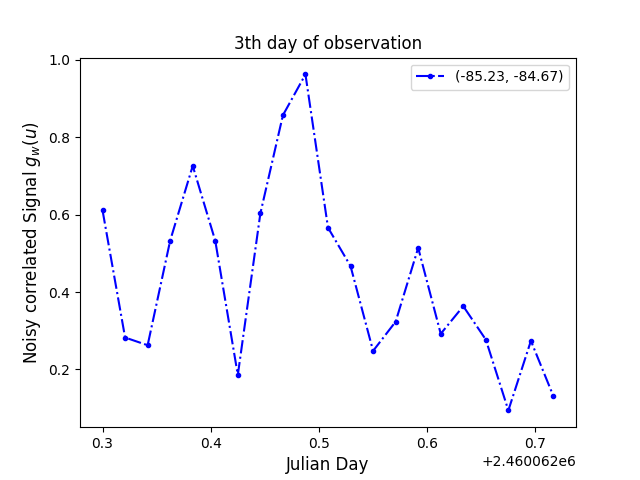 3th day of observation
(-85.23, -84.67)
Noisy correlated Signal $g_w(u)$
1.0
0.8
0.6
0.4
0.2
0.3 0.4 0.5 0.6 0.7
Julian Day
+2.460062e6